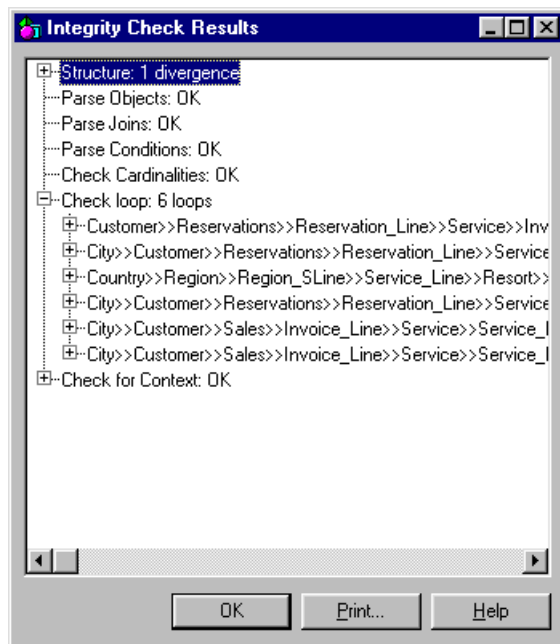 Integrity Check Results
Structure: 1 divergence
Parse Objects: OK
Parse Joins: OK
Parse Conditions: OK
Check Cardinalities: OK
Check loop: 6 loops
Customer>>Reservations>>Reservation_Line>>Service>>Inv
City>>Customer>>Reservations>>Reservation_Line>>Service
Country>>Region>>Region_SLine>>Service_Line>>Resort>>
City>>Customer>>Reservations>>Reservation_Line>>Service
City>>Customer>>Sales>>Invoice_Line>>Service>>Service_l
City>>Customer>>Sales>>Invoice_Line>>Service>>Service_l
Check for Context: OK
OK Print... Help